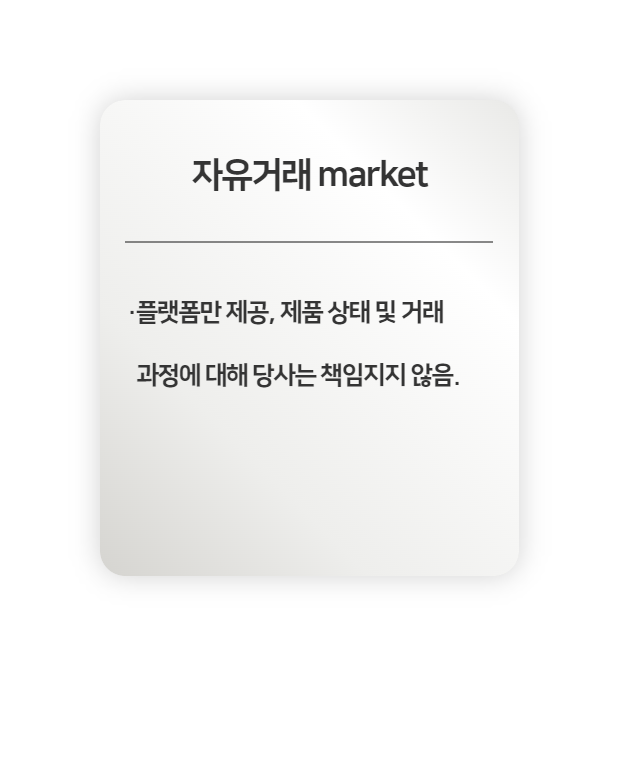 자유거래 market
·플랫폼만 제공, 제품 상태 및 거래
과정에 대해 당사는 책임지지 않음.